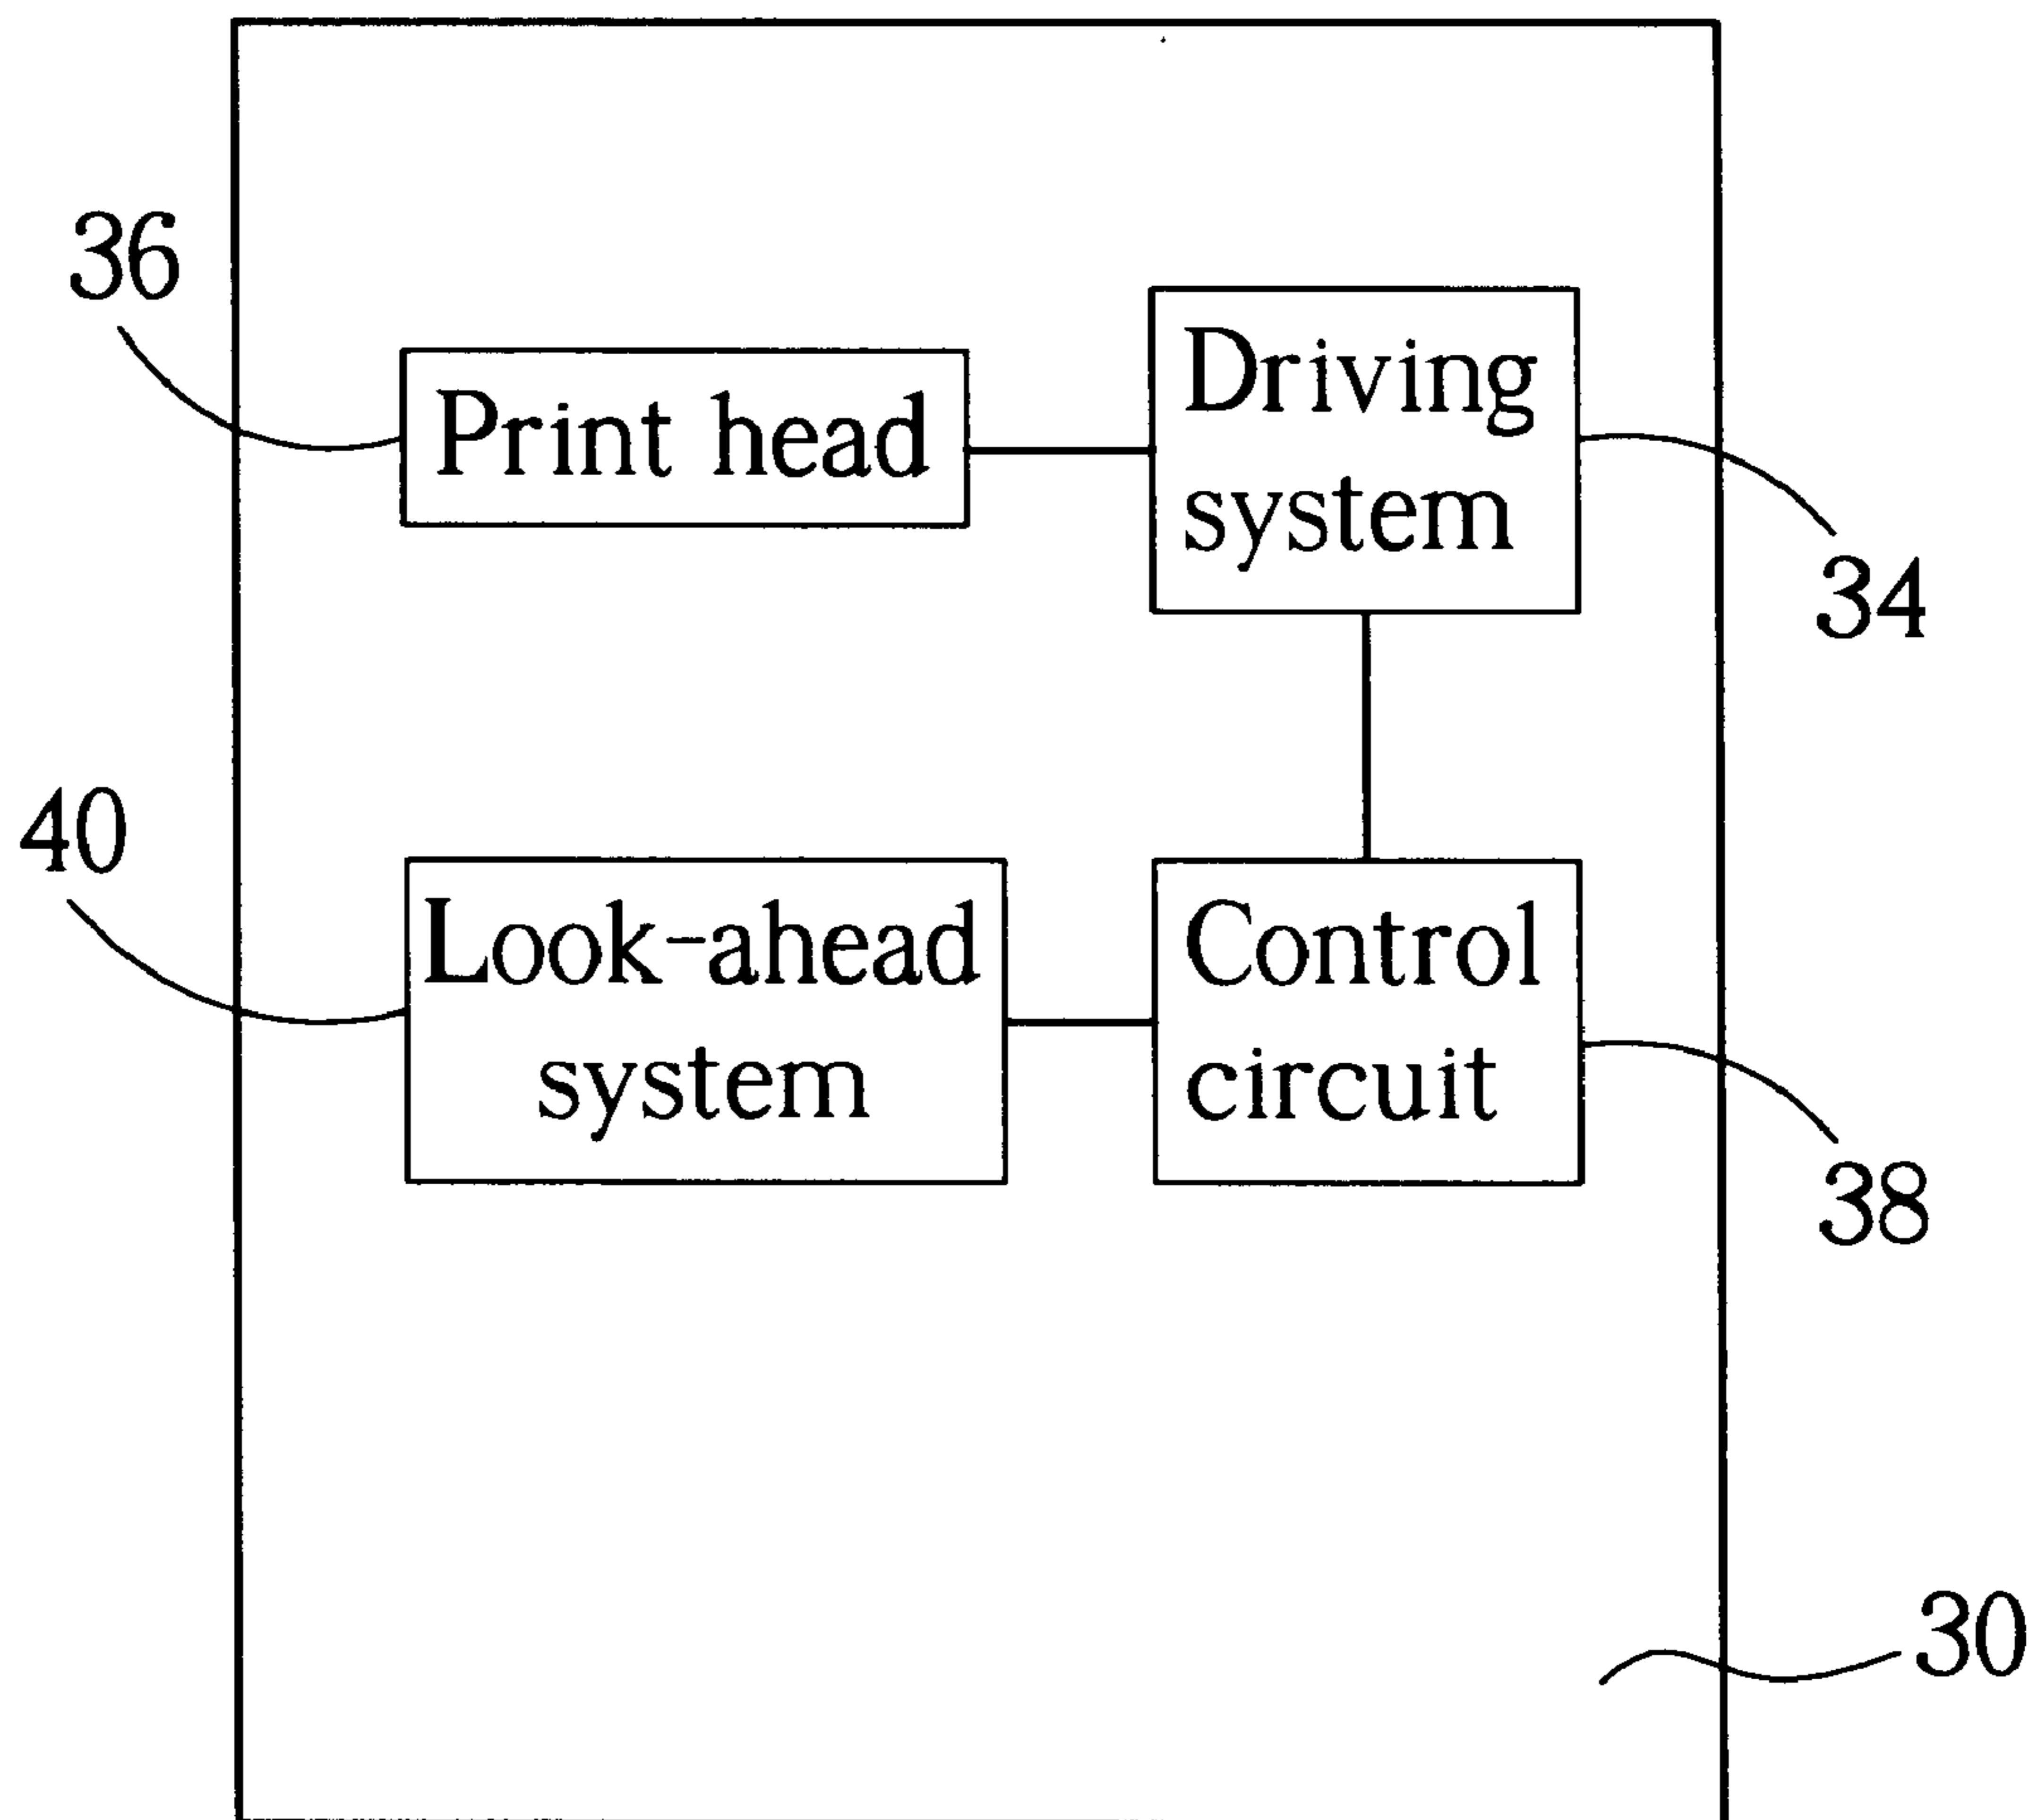 36
Print head
Driving
system
34
40
Look-ahead
system
Control
circuit
38
30